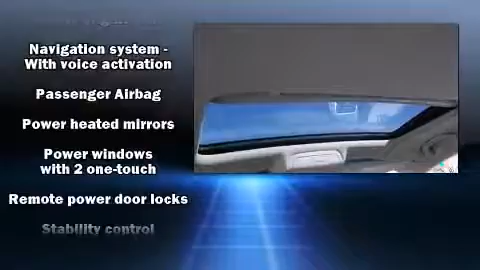 Navigation system -
With voice activation
Passenger Airbag
Power heated mirrors
Power windows
with 2 one-touch
Remote power door locks
Stability control